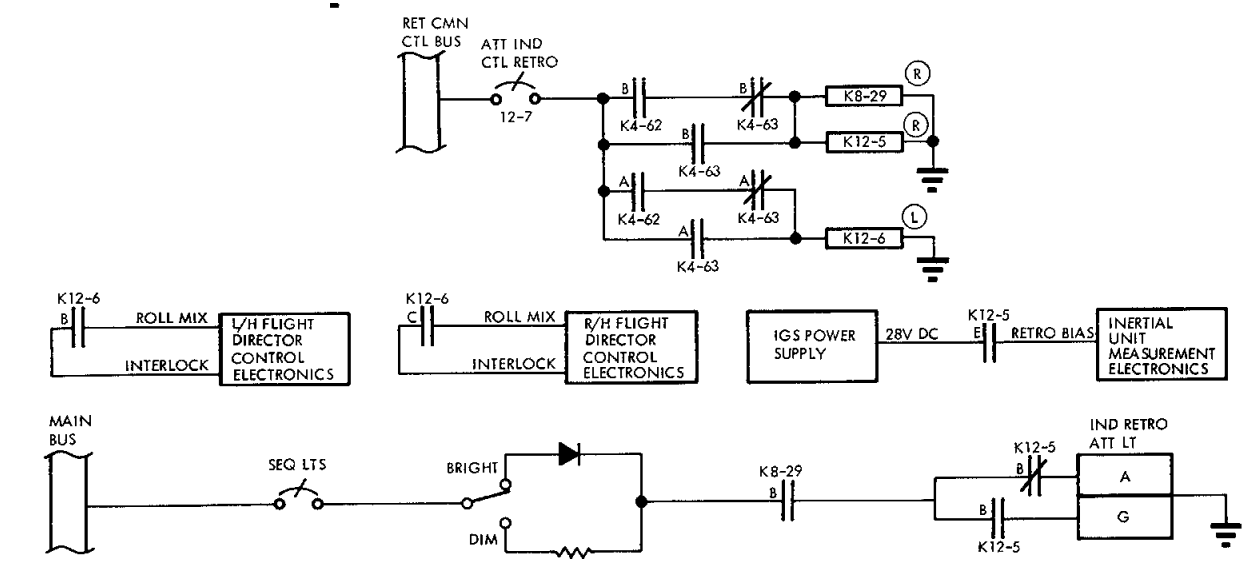 RET CMN
CTL BUS
ATT IND
CTL RETRO
12-7
B
K4-62
B
K4-63
K8-29
R
B
K4-63
K12-5
R
A
K4-62
A
K4-63
A
K4-63
K12-6
L
K12-6
B
ROLL MIX
INTERLOCK
L/H FLIGHT
DIRECTOR
CONTROL
ELECTRONICS
K12-6
C
ROLL MIX
INTERLOCK
R/H FLIGHT
DIRECTOR
CONTROL
ELECTRONICS
IGS POWER
SUPPLY
28V DC
K12-5
E
RETRO BIAS
INERTIAL
UNIT
MEASUREMENT
ELECTRONICS
MAIN
BUS
SEQ LTS
BRIGHT
DIM
K8-29
B
K12-5
B
B
K12-5
IND RETRO
ATT LT
A
G